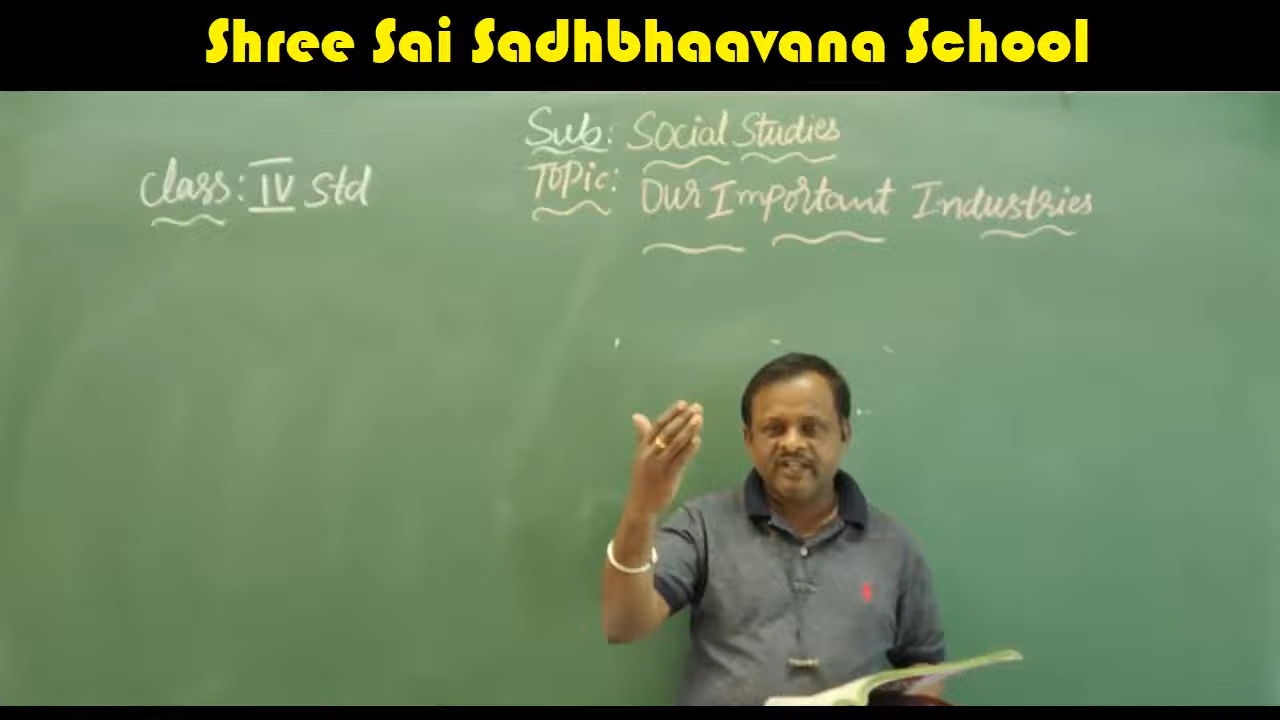 Shree Sai Sadhbhaavana School
Sub: Social Studies
Class: IV Std
Topic: Our Important Industries